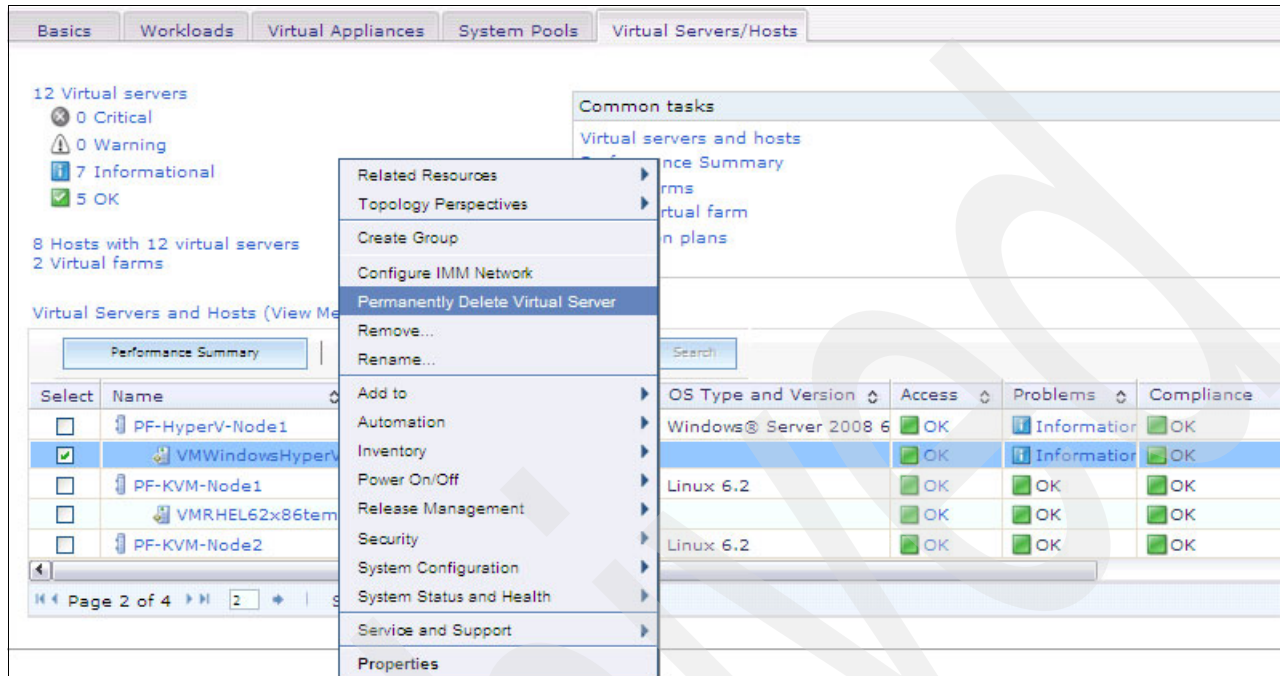 Basics Workloads Virtual Appliances System Pools Virtual Servers/Hosts
12 Virtual servers
0 Critical
0 Warning
7 Informational
5 OK
8 Hosts with 12 virtual servers
2 Virtual farms
Common tasks
Virtual servers and hosts
Summary
farm
plans
Related Resources
Topology Perspectives
Create Group
Configure IMM Network
Permanently Delete Virtual Server
Remove...
Rename...
Add to
Automation
Inventory
Power On/Off
Release Management
Security
System Configuration
System Status and Health
Service and Support
Properties
Virtual Servers and Hosts (View Me
Performance Summary Search
Select Name OS Type and Version Access Problems Compliance
PF-HyperV-Node1 Windows® Server 2008 6 OK Informatior OK
VMWindowsHyperV OK Informatior OK
PF-KVM-Node1 Linux 6.2 OK OK OK
VMRHEL62x86tem OK OK OK
PF-KVM-Node2 Linux 6.2 OK OK OK
Page 2 of 4 2